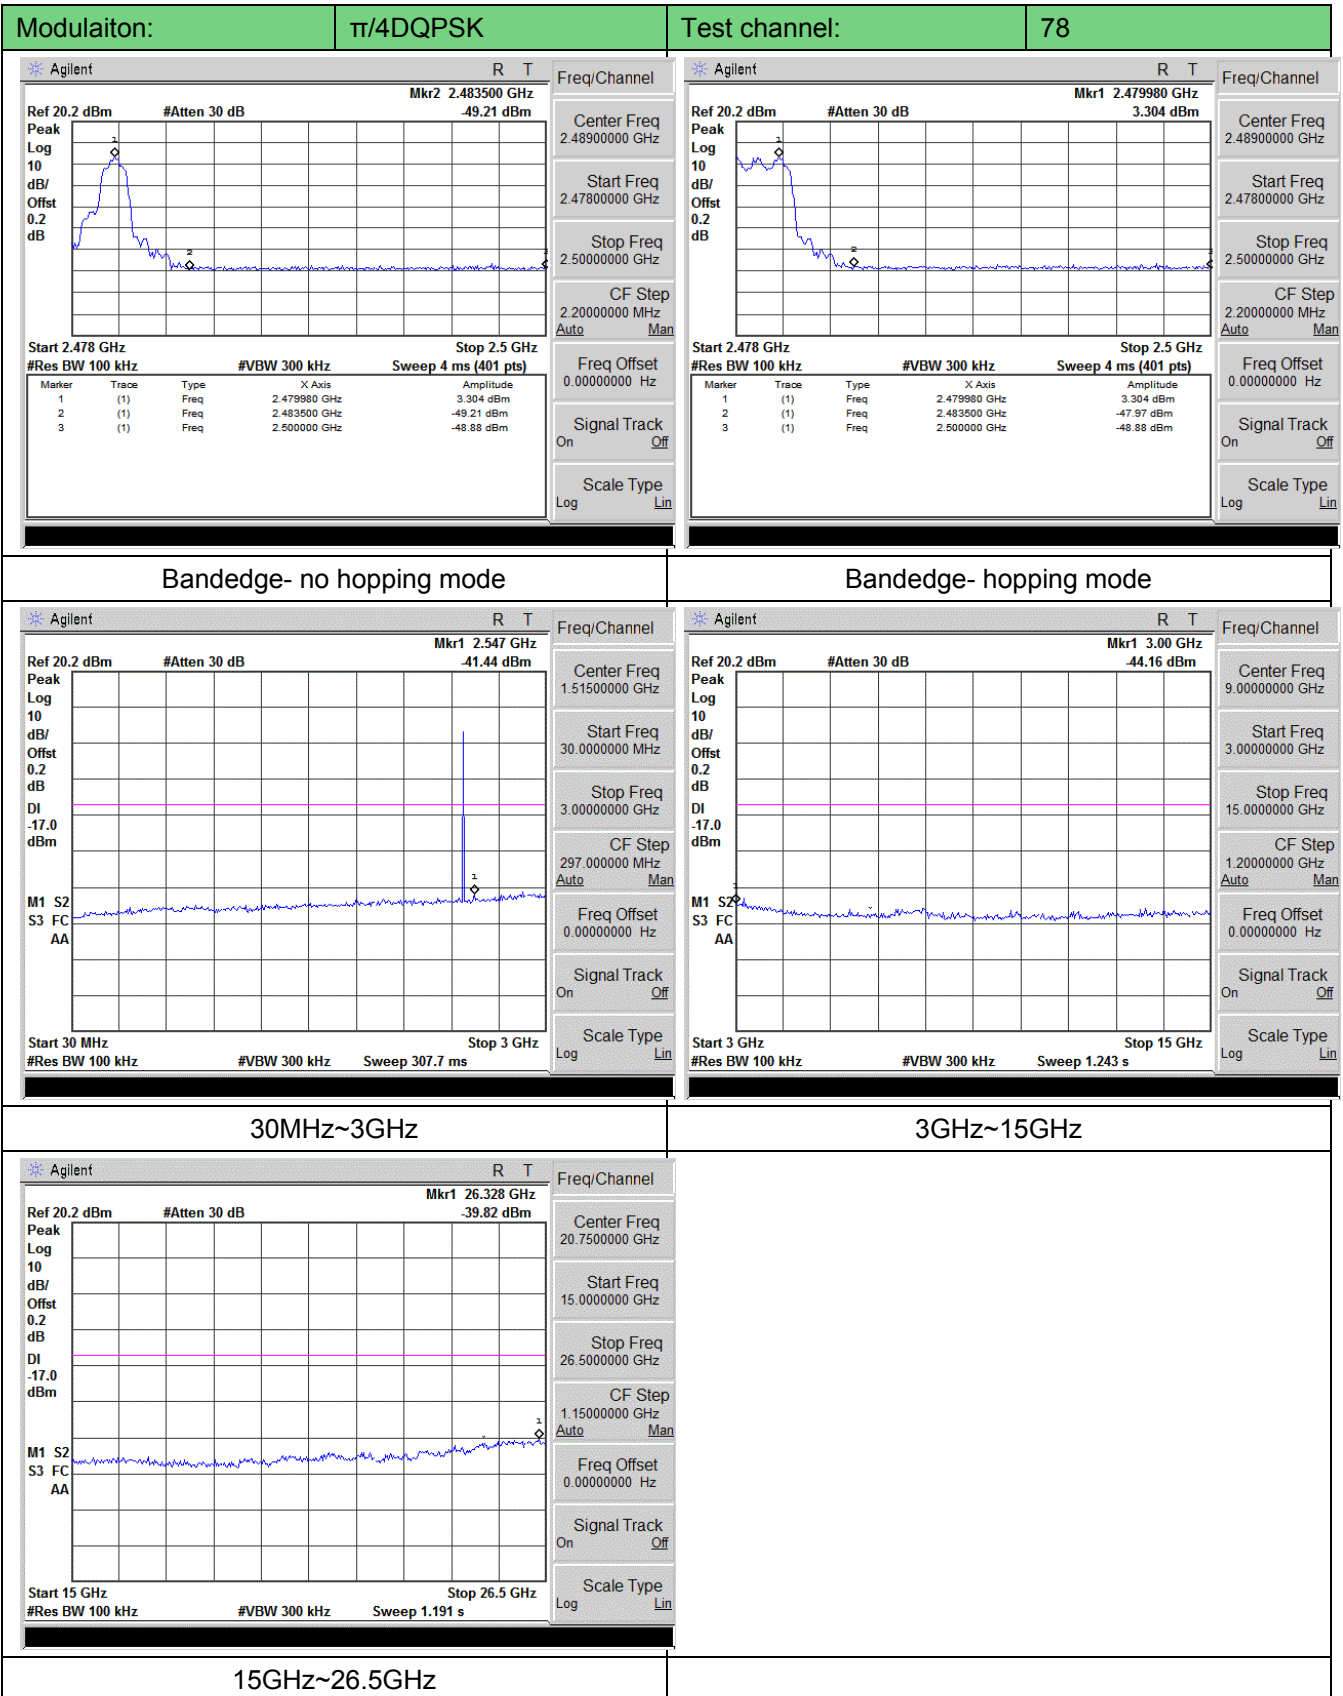 Modulaiton: π/4DQPSK Test channel: 78
Agilent R T
Mkr2 2.483500 GHz
Ref 20.2 dBm #Atten 30 dB -49.21 dBm
Peak
Log
10
dB/
Offst
0.2
dB
1
2
Start 2.478 GHz Stop 2.5 GHz
#Res BW 100 kHz #VBW 300 kHz Sweep 4 ms (401 pts)
Marker Trace Type X Axis Amplitude
1 (1) Freq 2.479980 GHz 3.304 dBm
2 (1) Freq 2.483500 GHz -49.21 dBm
3 (1) Freq 2.500000 GHz -48.88 dBm
Freq/Channel
Center Freq
2.48900000 GHz
Start Freq
2.47800000 GHz
Stop Freq
2.50000000 GHz
CF Step
2.20000000 MHz
Auto Man
Freq Offset
0.00000000 Hz
Signal Track
On Off
Scale Type
Log Lin
Agilent R T
Mkr1 2.479980 GHz
Ref 20.2 dBm #Atten 30 dB 3.304 dBm
Peak
Log
10
dB/
Offst
0.2
dB
1
2
Start 2.478 GHz Stop 2.5 GHz
#Res BW 100 kHz #VBW 300 kHz Sweep 4 ms (401 pts)
Marker Trace Type X Axis Amplitude
1 (1) Freq 2.479980 GHz 3.304 dBm
2 (1) Freq 2.483500 GHz -47.97 dBm
3 (1) Freq 2.500000 GHz -48.88 dBm
Freq/Channel
Center Freq
2.48900000 GHz
Start Freq
2.47800000 GHz
Stop Freq
2.50000000 GHz
CF Step
2.20000000 MHz
Auto Man
Freq Offset
0.00000000 Hz
Signal Track
On Off
Scale Type
Log Lin
Bandedge- no hopping mode Bandedge- hopping mode
Agilent R T
Mkr1 2.547 GHz
Ref 20.2 dBm #Atten 30 dB -41.44 dBm
Peak
Log
10
dB/
Offst
0.2
dB
DI
-17.0
dBm
1
M1 S2
S3 FC
AA
Start 30 MHz Stop 3 GHz
#Res BW 100 kHz #VBW 300 kHz Sweep 307.7 ms
Freq/Channel
Center Freq
1.51500000 GHz
Start Freq
30.0000000 MHz
Stop Freq
3.00000000 GHz
CF Step
297.000000 MHz
Auto Man
Freq Offset
0.00000000 Hz
Signal Track
On Off
Scale Type
Log Lin
Agilent R T
Mkr1 3.00 GHz
Ref 20.2 dBm #Atten 30 dB -44.16 dBm
Peak
Log
10
dB/
Offst
0.2
dB
DI
-17.0
dBm
M1 S2
S3 FC
AA
Start 3 GHz Stop 15 GHz
#Res BW 100 kHz #VBW 300 kHz Sweep 1.243 s
Freq/Channel
Center Freq
9.00000000 GHz
Start Freq
3.00000000 GHz
Stop Freq
15.0000000 GHz
CF Step
1.20000000 GHz
Auto Man
Freq Offset
0.00000000 Hz
Signal Track
On Off
Scale Type
Log Lin
30MHz~3GHz 3GHz~15GHz
Agilent R T
Mkr1 26.328 GHz
Ref 20.2 dBm #Atten 30 dB -39.82 dBm
Peak
Log
10
dB/
Offst
0.2
dB
DI
-17.0
dBm
1
M1 S2
S3 FC
AA
Start 15 GHz Stop 26.5 GHz
#Res BW 100 kHz #VBW 300 kHz Sweep 1.191 s
Freq/Channel
Center Freq
20.7500000 GHz
Start Freq
15.0000000 GHz
Stop Freq
26.5000000 GHz
CF Step
1.15000000 GHz
Auto Man
Freq Offset
0.00000000 Hz
Signal Track
On Off
Scale Type
Log Lin
15GHz~26.5GHz